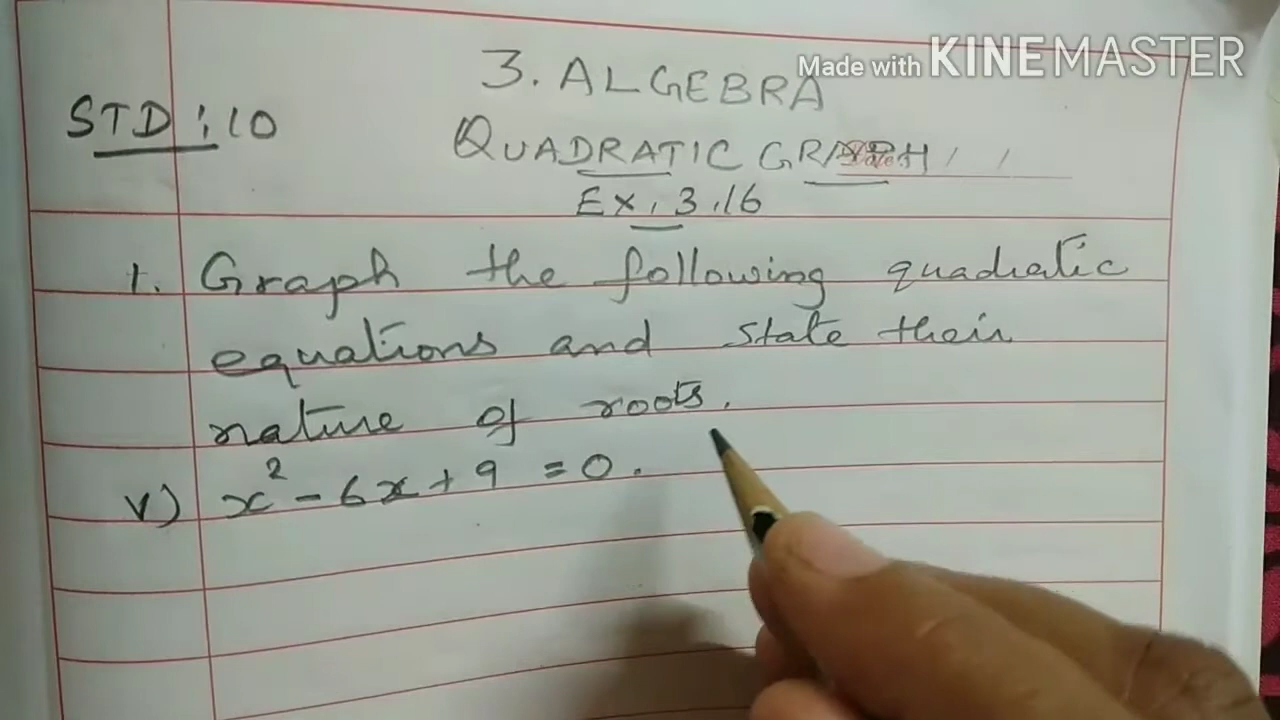 Made with KINEMASTER
3. ALGEBRA
STD : 10
QUADRATIC GRAPH
Date: / /
Ex. 3.16
1. Graph the following quadratic
equations and state their
nature of roots.
v) x² - 6x + 9 = 0.